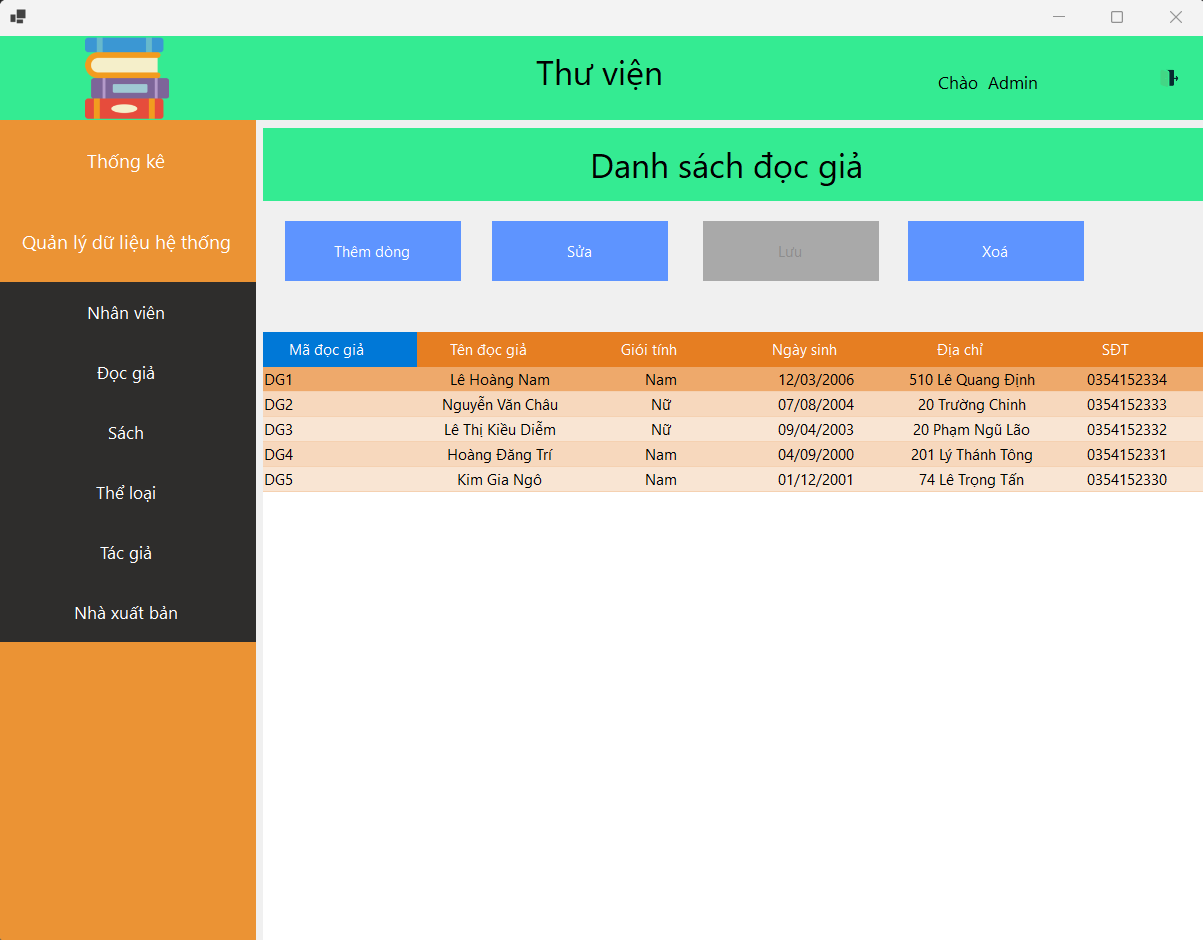 Thư viện
Chào Admin
Thống kê
Quản lý dữ liệu hệ thống
Nhân viên
Đọc giả
Sách
Thể loại
Tác giả
Nhà xuất bản
Danh sách đọc giả
Thêm dòng Sửa Lưu Xoá
Mã đọc giả Tên đọc giả Giói tính Ngày sinh Địa chỉ SĐT
DG1 Lê Hoàng Nam Nam 12/03/2006 510 Lê Quang Định 0354152334
DG2 Nguyễn Văn Châu Nữ 07/08/2004 20 Trường Chinh 0354152333
DG3 Lê Thị Kiều Diễm Nữ 09/04/2003 20 Phạm Ngũ Lão 0354152332
DG4 Hoàng Đăng Trí Nam 04/09/2000 201 Lý Thánh Tông 0354152331
DG5 Kim Gia Ngô Nam 01/12/2001 74 Lê Trọng Tấn 0354152330